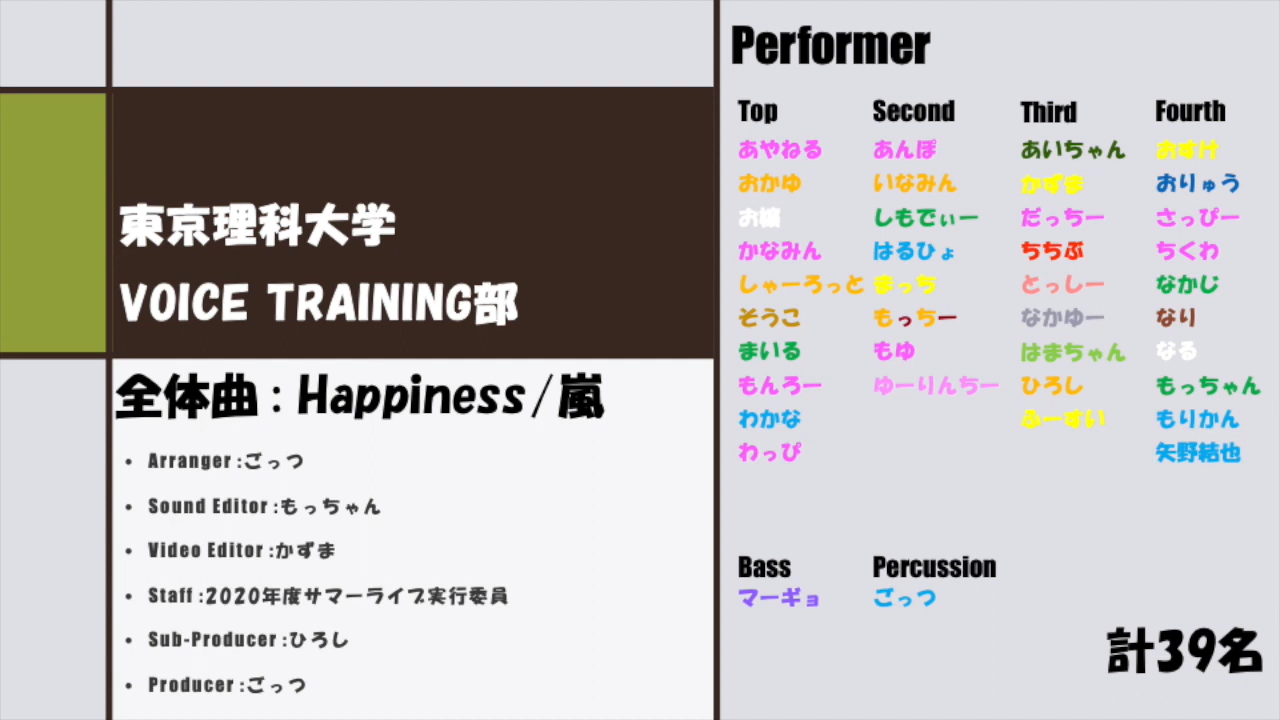 東京理科大学
VOICE TRAINING部
全体曲 : Happiness/嵐
• Arranger :ごっつ
• Sound Editor :もっちゃん
• Video Editor :かずま
• Staff :2020年度サマーライブ実行委員
• Sub-Producer :ひろし
• Producer :ごっつ
Performer
Top
あやねる
おかゆ
お嬢
かなみん
しゃーろっと
そうこ
まいる
もんろー
わかな
わっぴ
Second
あんぽ
いなみん
しもでぃー
はるひょ
まっち
もっちー
もゆ
ゆーりんちー
Third
あいちゃん
かずま
だっちー
ちちぶ
とっしー
なかゆー
はまちゃん
ひろし
ふーすい
Fourth
おすけ
おりゅう
さっぴー
ちくわ
なかじ
なり
なる
もっちゃん
もりかん
矢野結也
Bass
マーギョ
Percussion
ごっつ
計39名